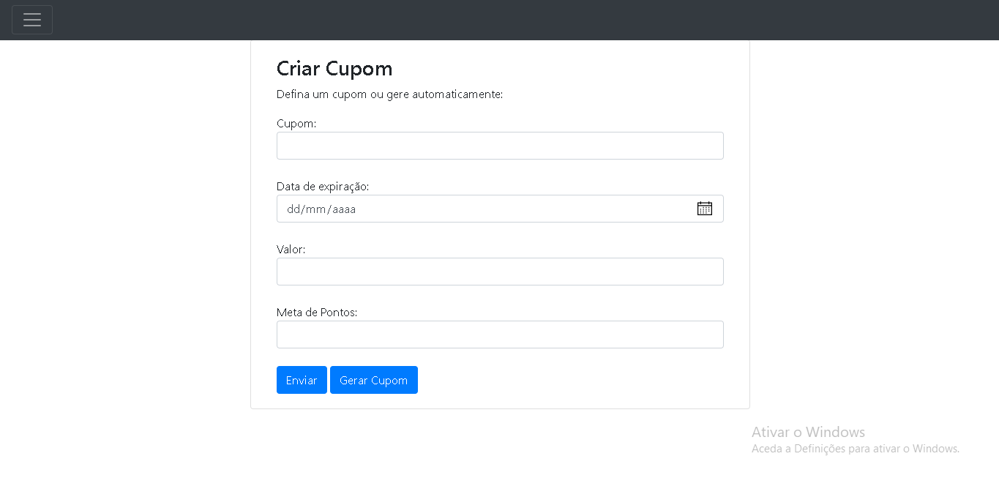 Criar Cupom
Defina um cupom ou gere automaticamente:
Cupom:
Data de expiração:
dd/mm/aaaa
Valor:
Meta de Pontos:
Enviar Gerar Cupom
Ativar o Windows
Aceda a Definições para ativar o Windows.